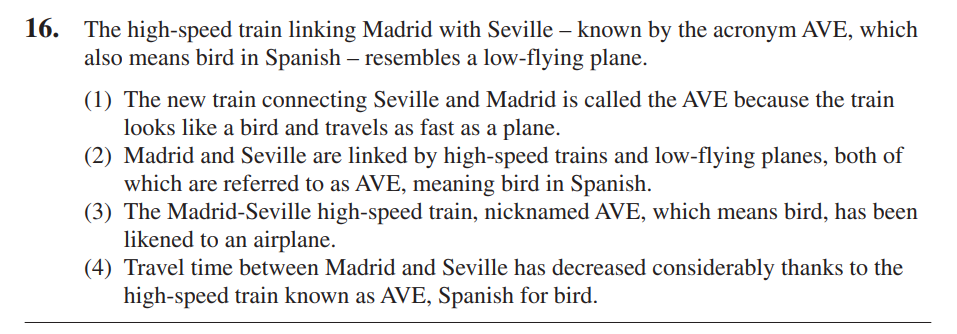 16. The high-speed train linking Madrid with Seville – known by the acronym AVE, which
also means bird in Spanish – resembles a low-flying plane.
(1) The new train connecting Seville and Madrid is called the AVE because the train
looks like a bird and travels as fast as a plane.
(2) Madrid and Seville are linked by high-speed trains and low-flying planes, both of
which are referred to as AVE, meaning bird in Spanish.
(3) The Madrid-Seville high-speed train, nicknamed AVE, which means bird, has been
likened to an airplane.
(4) Travel time between Madrid and Seville has decreased considerably thanks to the
high-speed train known as AVE, Spanish for bird.